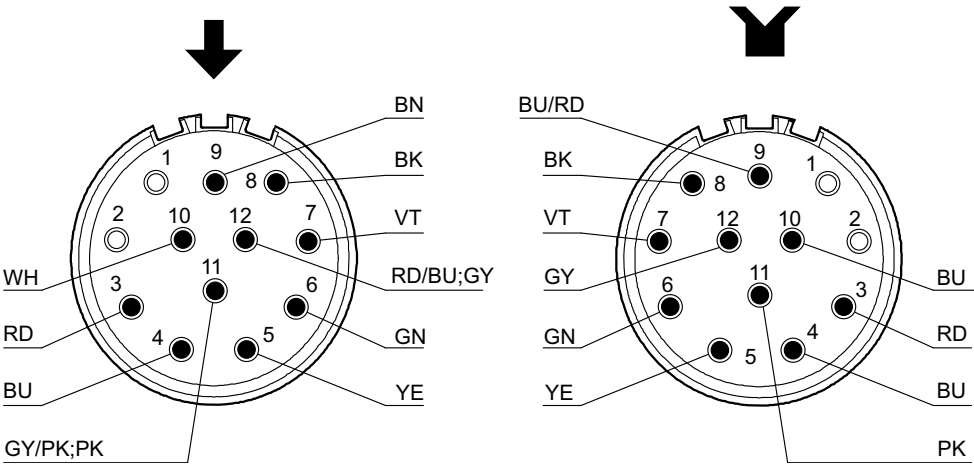 BN
1
9
8
BK
2
10
12
7
VT
WH
11
RD/BU;GY
3
6
RD
GN
4
5
BU
YE
GY/PK;PK
BU/RD
9
1
BK
8
VT
7
12
10
2
GY
BU
11
6
3
GN
RD
5
4
YE
BU
PK